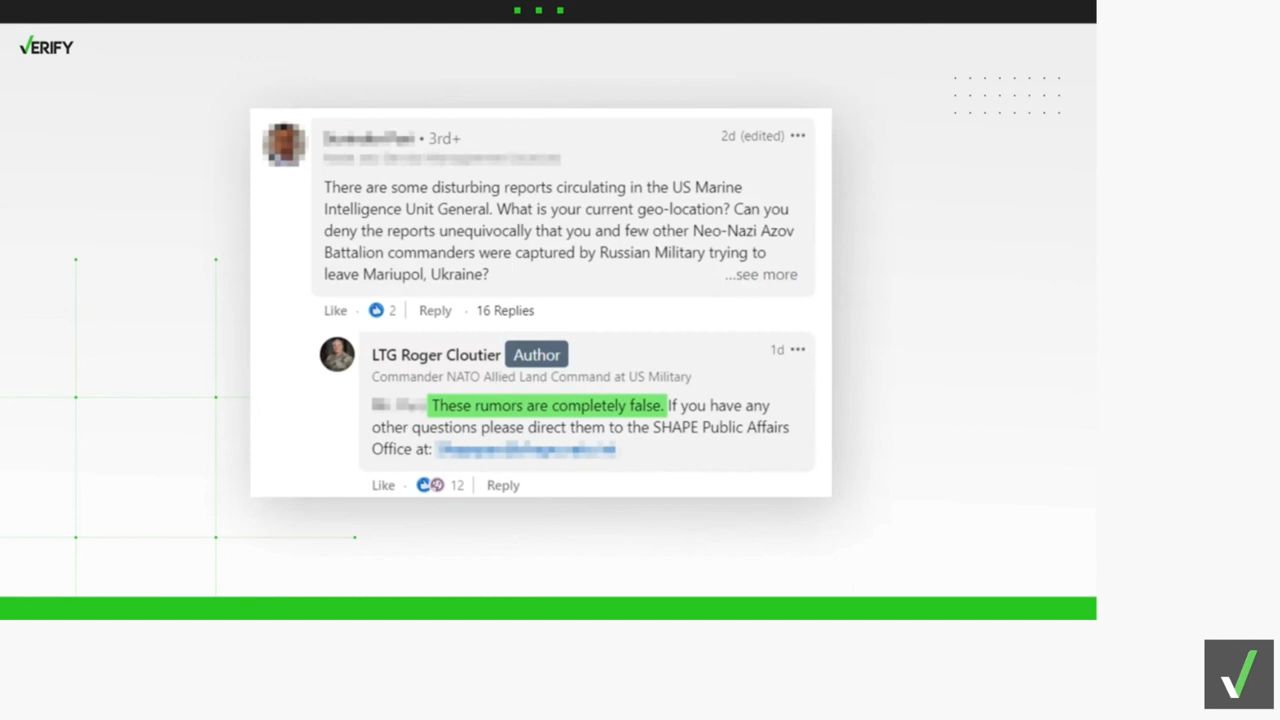 VERIFY
• 3rd+
2d (edited) •••
There are some disturbing reports circulating in the US Marine
Intelligence Unit General. What is your current geo-location? Can you
deny the reports unequivocally that you and few other Neo-Nazi Azov
Battalion commanders were captured by Russian Military trying to
leave Mariupol, Ukraine?
...see more
Like · 2 | Reply · 16 Replies
LTG Roger Cloutier Author
1d •••
Commander NATO Allied Land Command at US Military
These rumors are completely false. If you have any
other questions please direct them to the SHAPE Public Affairs
Office at:
Like · 12 | Reply